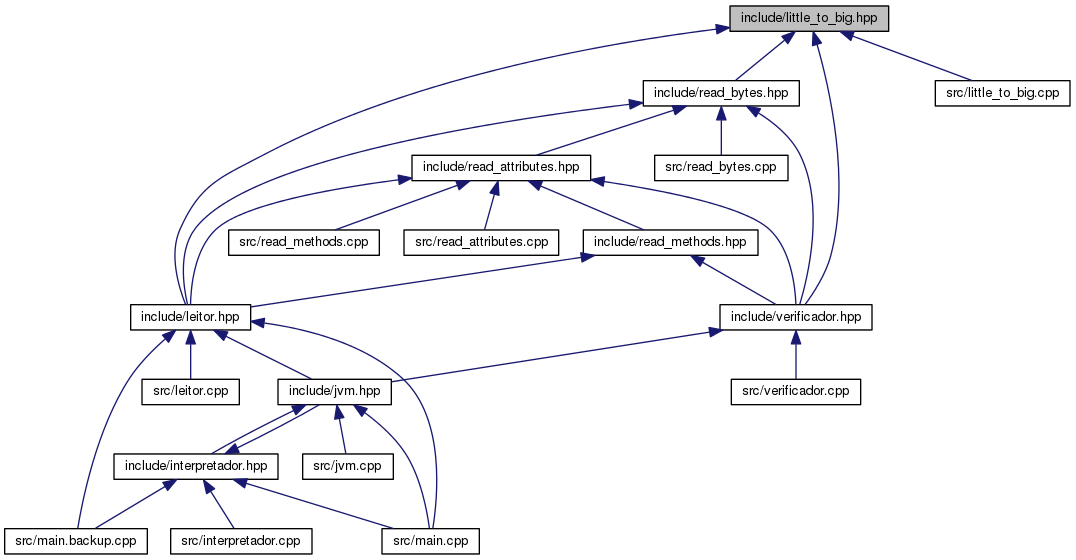 include/little_to_big.hpp
include/read_bytes.hpp
src/little_to_big.cpp
include/read_attributes.hpp
src/read_bytes.cpp
src/read_methods.cpp
src/read_attributes.cpp
include/read_methods.hpp
include/leitor.hpp
include/verificador.hpp
src/leitor.cpp
include/jvm.hpp
src/verificador.cpp
include/interpretador.hpp
src/jvm.cpp
src/main.backup.cpp
src/interpretador.cpp
src/main.cpp